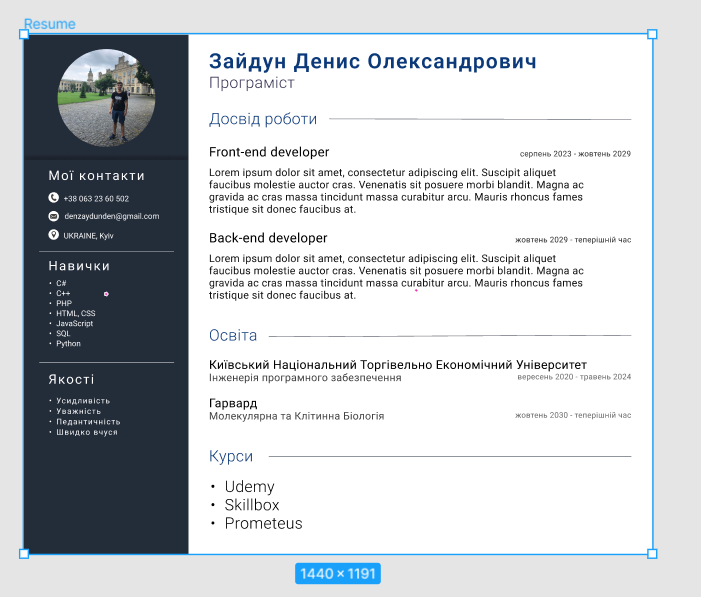 Resume
Зайдун Денис Олександрович
Програміст
Досвід роботи
Front-end developer
серпень 2023 - жовтень 2029
Lorem ipsum dolor sit amet, consectetur adipiscing elit. Suscipit aliquet
faucibus molestie auctor cras. Venenatis sit posuere morbi blandit. Magna ac
gravida ac cras massa tincidunt massa curabitur arcu. Mauris rhoncus fames
tristique sit donec faucibus at.
Back-end developer
жовтень 2029 - теперішній час
Lorem ipsum dolor sit amet, consectetur adipiscing elit. Suscipit aliquet
faucibus molestie auctor cras. Venenatis sit posuere morbi blandit. Magna ac
gravida ac cras massa tincidunt massa curabitur arcu. Mauris rhoncus fames
tristique sit donec faucibus at.
Освіта
Київський Національний Торгівельно Економічний Університет
Інженерія програмного забезпечення
вересень 2020 - травень 2024
Гарвард
Молекулярна та Клітинна Біологія
жовтень 2030 - теперішній час
Курси
• Udemy
• Skillbox
• Prometeus
Мої контакти
+38 063 23 60 502
denzaydunden@gmail.com
UKRAINE, Kyiv
Навички
• C#
• C++
• PHP
• HTML, CSS
• JavaScript
• SQL
• Python
Якості
• Усидливість
• Уважність
• Педантичність
• Швидко вчуся
1440 × 1191